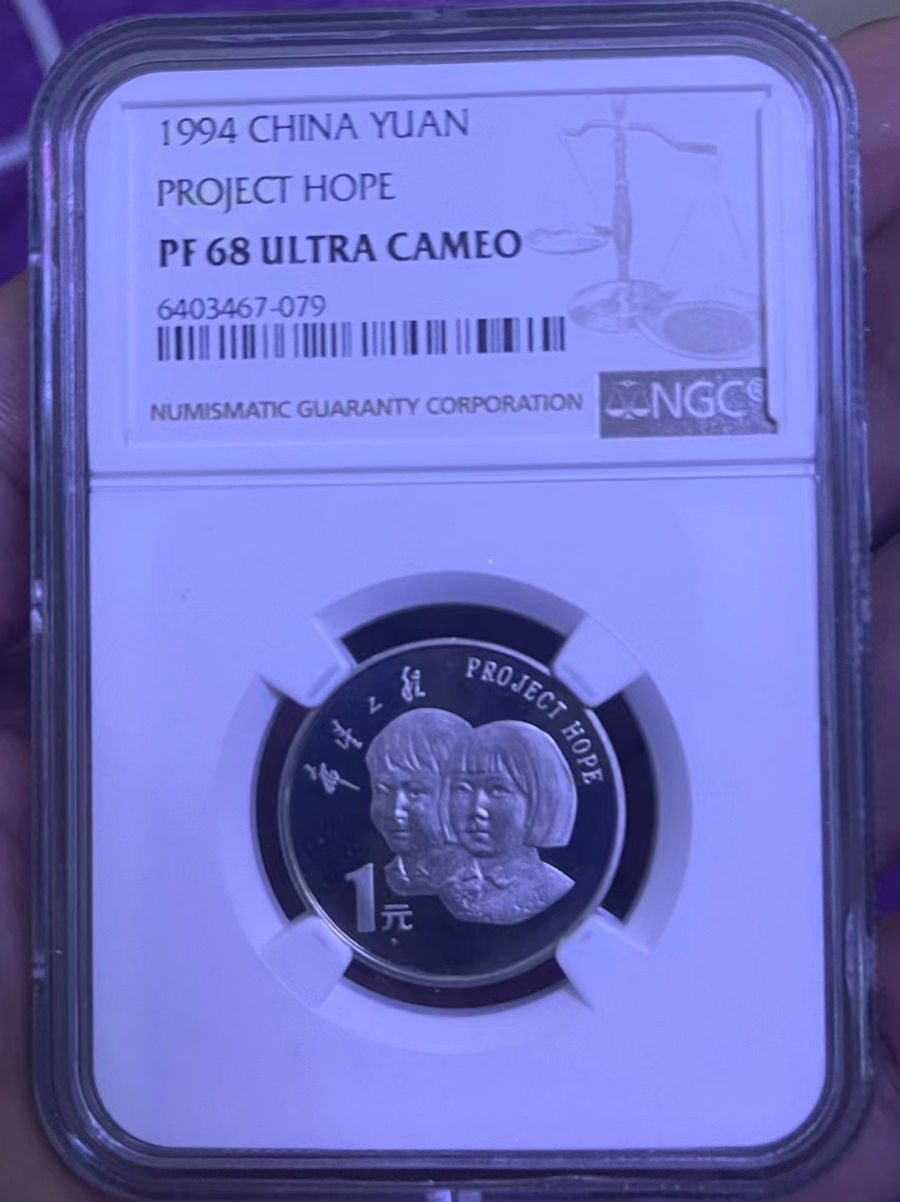 1994 CHINA YUAN
PROJECT HOPE
PF 68 ULTRA CAMEO
6403467-079
NUMISMATIC GUARANTY CORPORATION
NGC®
PROJECT HOPE
1元